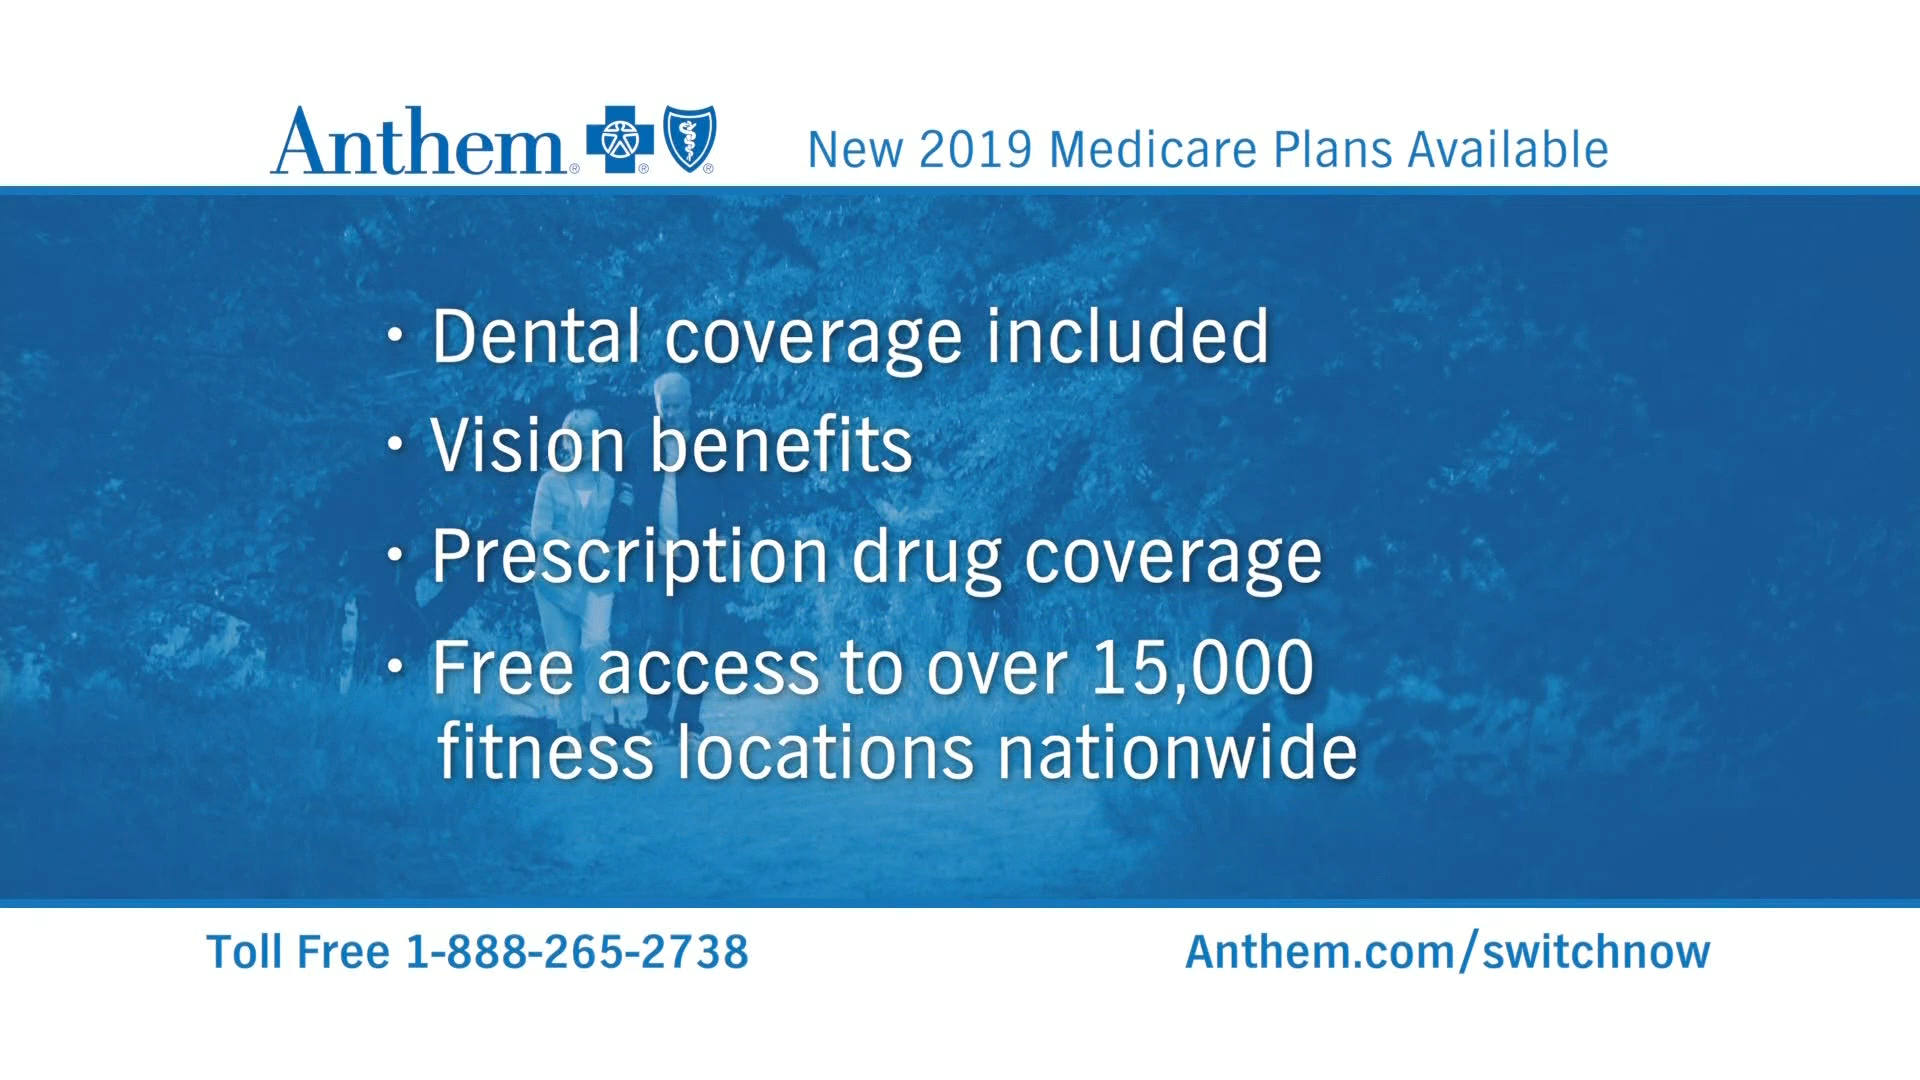 Anthem® ® ®
New 2019 Medicare Plans Available
• Dental coverage included
• Vision benefits
• Prescription drug coverage
• Free access to over 15,000
fitness locations nationwide
Toll Free 1-888-265-2738
Anthem.com/switchnow